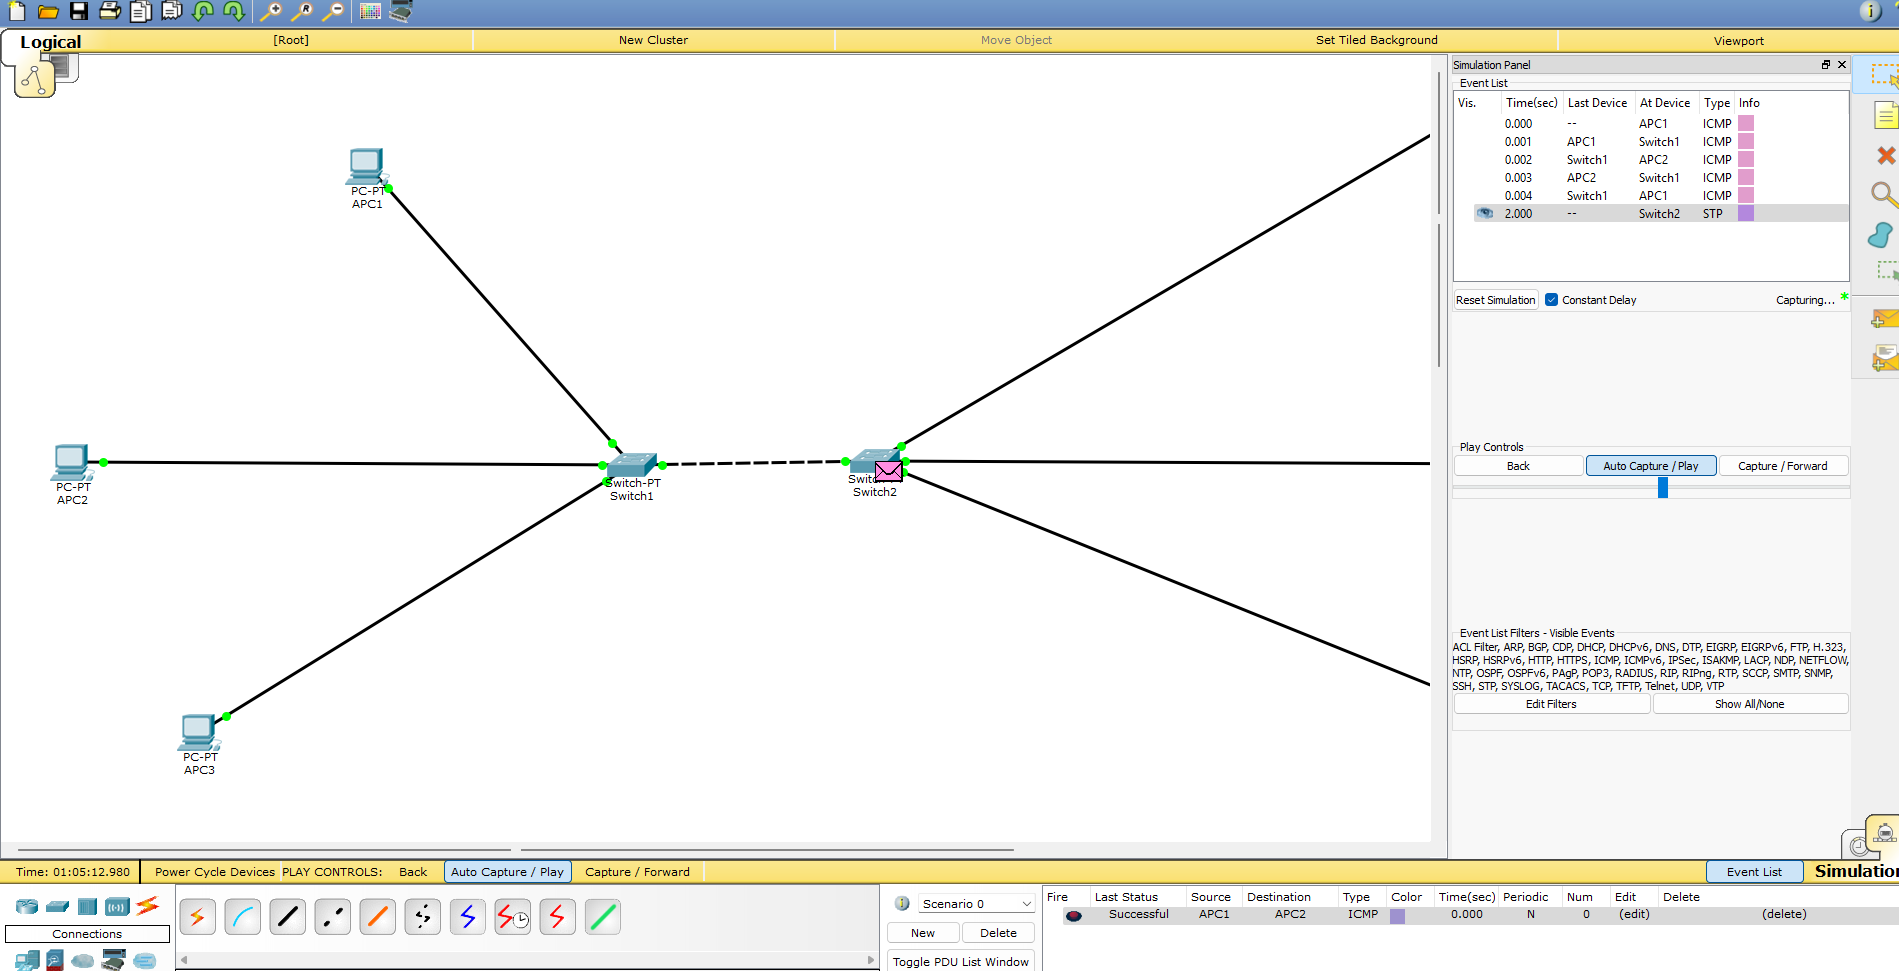 Logical
[Root]
New Cluster
Move Object
Set Tiled Background
Viewport
Simulation Panel
Event List
Vis. Time(sec) Last Device At Device Type Info
0.000 -- APC1 ICMP
0.001 APC1 Switch1 ICMP
0.002 Switch1 APC2 ICMP
0.003 APC2 Switch1 ICMP
0.004 Switch1 APC1 ICMP
2.000 -- Switch2 STP
Reset Simulation Constant Delay Capturing... *
PC-PT
APC1
PC-PT
APC2
PC-PT
APC3
Switch-PT
Switch1
Switch2
Play Controls
Back Auto Capture / Play Capture / Forward
Event List Filters - Visible Events
ACL Filter, ARP, BGP, CDP, DHCP, DHCPv6, DNS, DTP, EIGRP, EIGRPv6, FTP, H.323,
HSRP, HSRPv6, HTTP, HTTPS, ICMP, ICMPv6, IPSec, ISAKMP, LACP, NDP, NETFLOW,
NTP, OSPF, OSPFv6, PAgP, POP3, RADIUS, RIP, RIPng, RTP, SCCP, SMTP, SNMP,
SSH, STP, SYSLOG, TACACS, TCP, TFTP, Telnet, UDP, VTP
Edit Filters Show All/None
Time: 01:05:12.980 Power Cycle Devices PLAY CONTROLS: Back Auto Capture / Play Capture / Forward Event List Simulation
Connections
Scenario 0
New Delete
Toggle PDU List Window
Fire Last Status Source Destination Type Color Time(sec) Periodic Num Edit Delete
Successful APC1 APC2 ICMP 0.000 N 0 (edit) (delete)